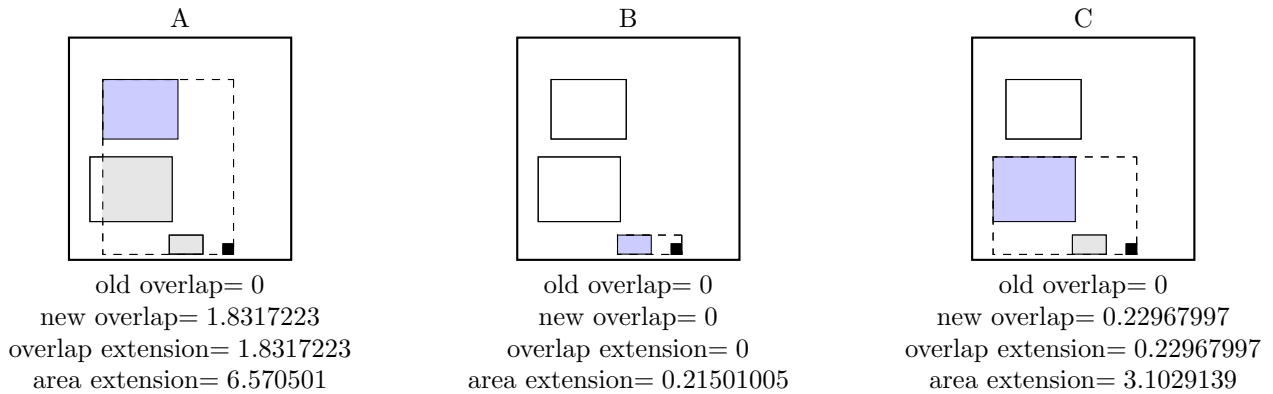 A
old overlap= 0
new overlap= 1.8317223
overlap extension= 1.8317223
area extension= 6.570501
B
old overlap= 0
new overlap= 0
overlap extension= 0
area extension= 0.21501005
C
old overlap= 0
new overlap= 0.22967997
overlap extension= 0.22967997
area extension= 3.1029139